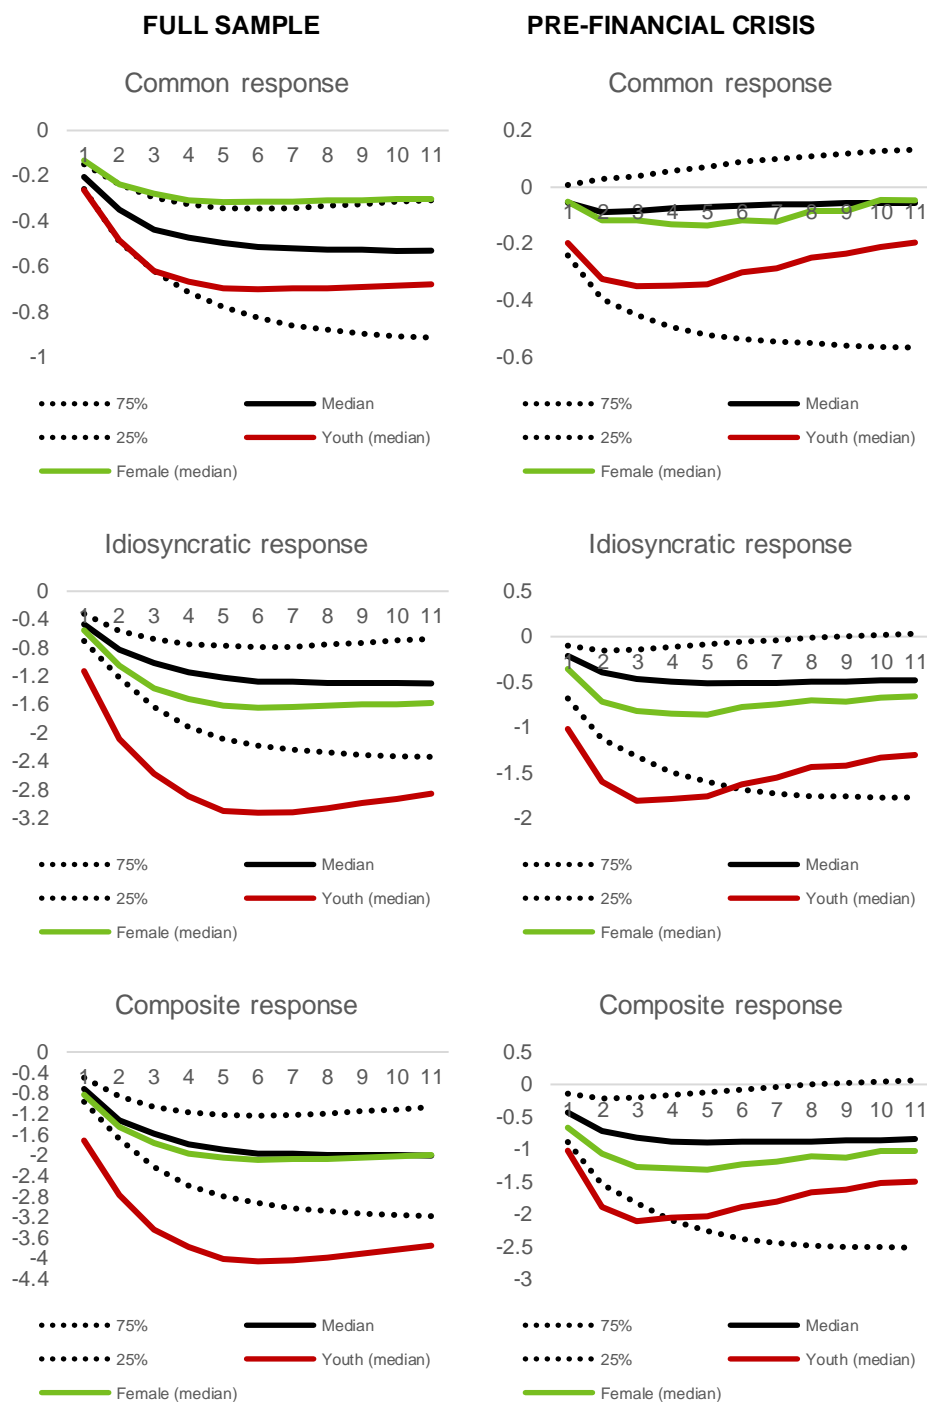 FULL SAMPLE
PRE-FINANCIAL CRISIS
Common response
0
-0.2
-0.4
-0.6
-0.8
-1
1 2 3 4 5 6 7 8 9 10 11
75%
Median
25%
Youth (median)
Female (median)
Common response
0.2
0
-0.2
-0.4
-0.6
1 2 3 4 5 6 7 8 9 10 11
75%
Median
25%
Youth (median)
Female (median)
Idiosyncratic response
0
-0.4
-0.8
-1.2
-1.6
-2
-2.4
-2.8
-3.2
1 2 3 4 5 6 7 8 9 10 11
75%
Median
25%
Youth (median)
Female (median)
Idiosyncratic response
0.5
0
-0.5
-1
-1.5
-2
1 2 3 4 5 6 7 8 9 10 11
75%
Median
25%
Youth (median)
Female (median)
Composite response
0
-0.4
-0.8
-1.2
-1.6
-2
-2.4
-2.8
-3.2
-3.6
-4
-4.4
1 2 3 4 5 6 7 8 9 10 11
75%
Median
25%
Youth (median)
Female (median)
Composite response
0.5
0
-0.5
-1
-1.5
-2
-2.5
-3
1 2 3 4 5 6 7 8 9 10 11
75%
Median
25%
Youth (median)
Female (median)